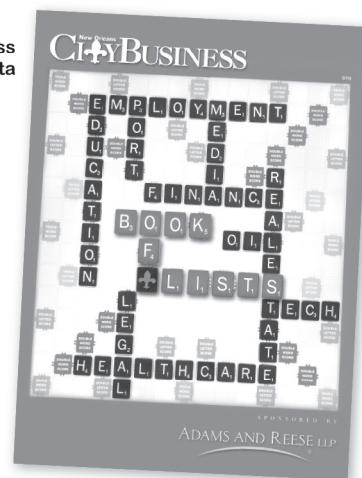 ss
ta
New Orleans
CITYBUSINESS
EMPLOYMENT
EDUCATION
PORT
MEDIA
FINANCE
REAL ESTATE
BOOK
OF
LISTS
OIL
TECH
LEGAL
HEALTHCARE
SPONSORED BY
ADAMS AND REESE LLP